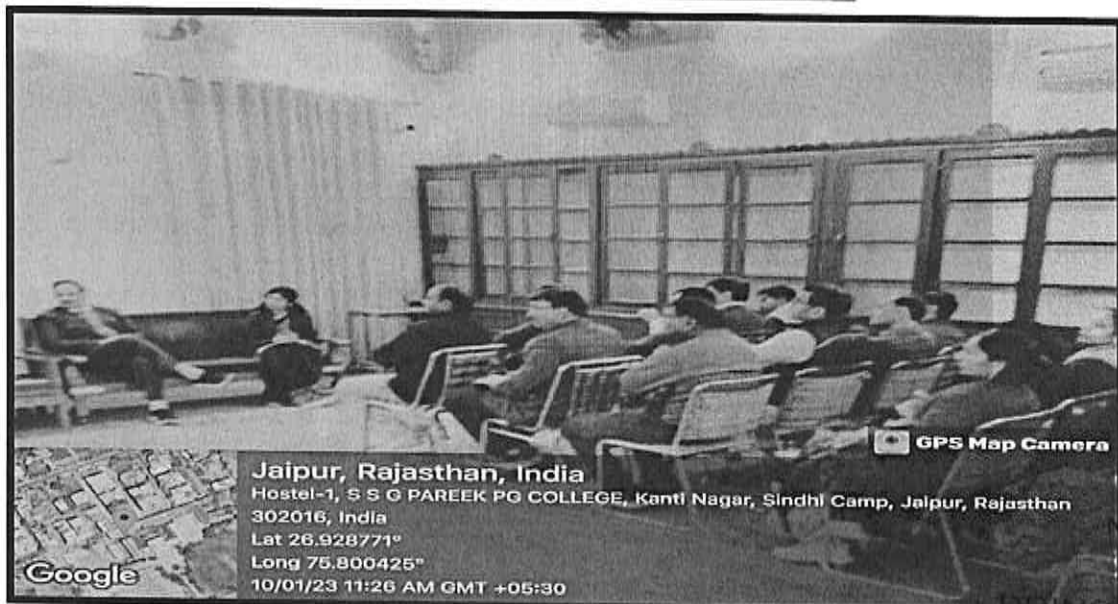 GPS Map Camera
Jaipur, Rajasthan, India
Hostel-1, S S G PAREEK PG COLLEGE, Kanti Nagar, Sindhi Camp, Jaipur, Rajasthan
302016, India
Lat 26.928771°
Long 75.800425°
10/01/23 11:26 AM GMT +05:30
Google